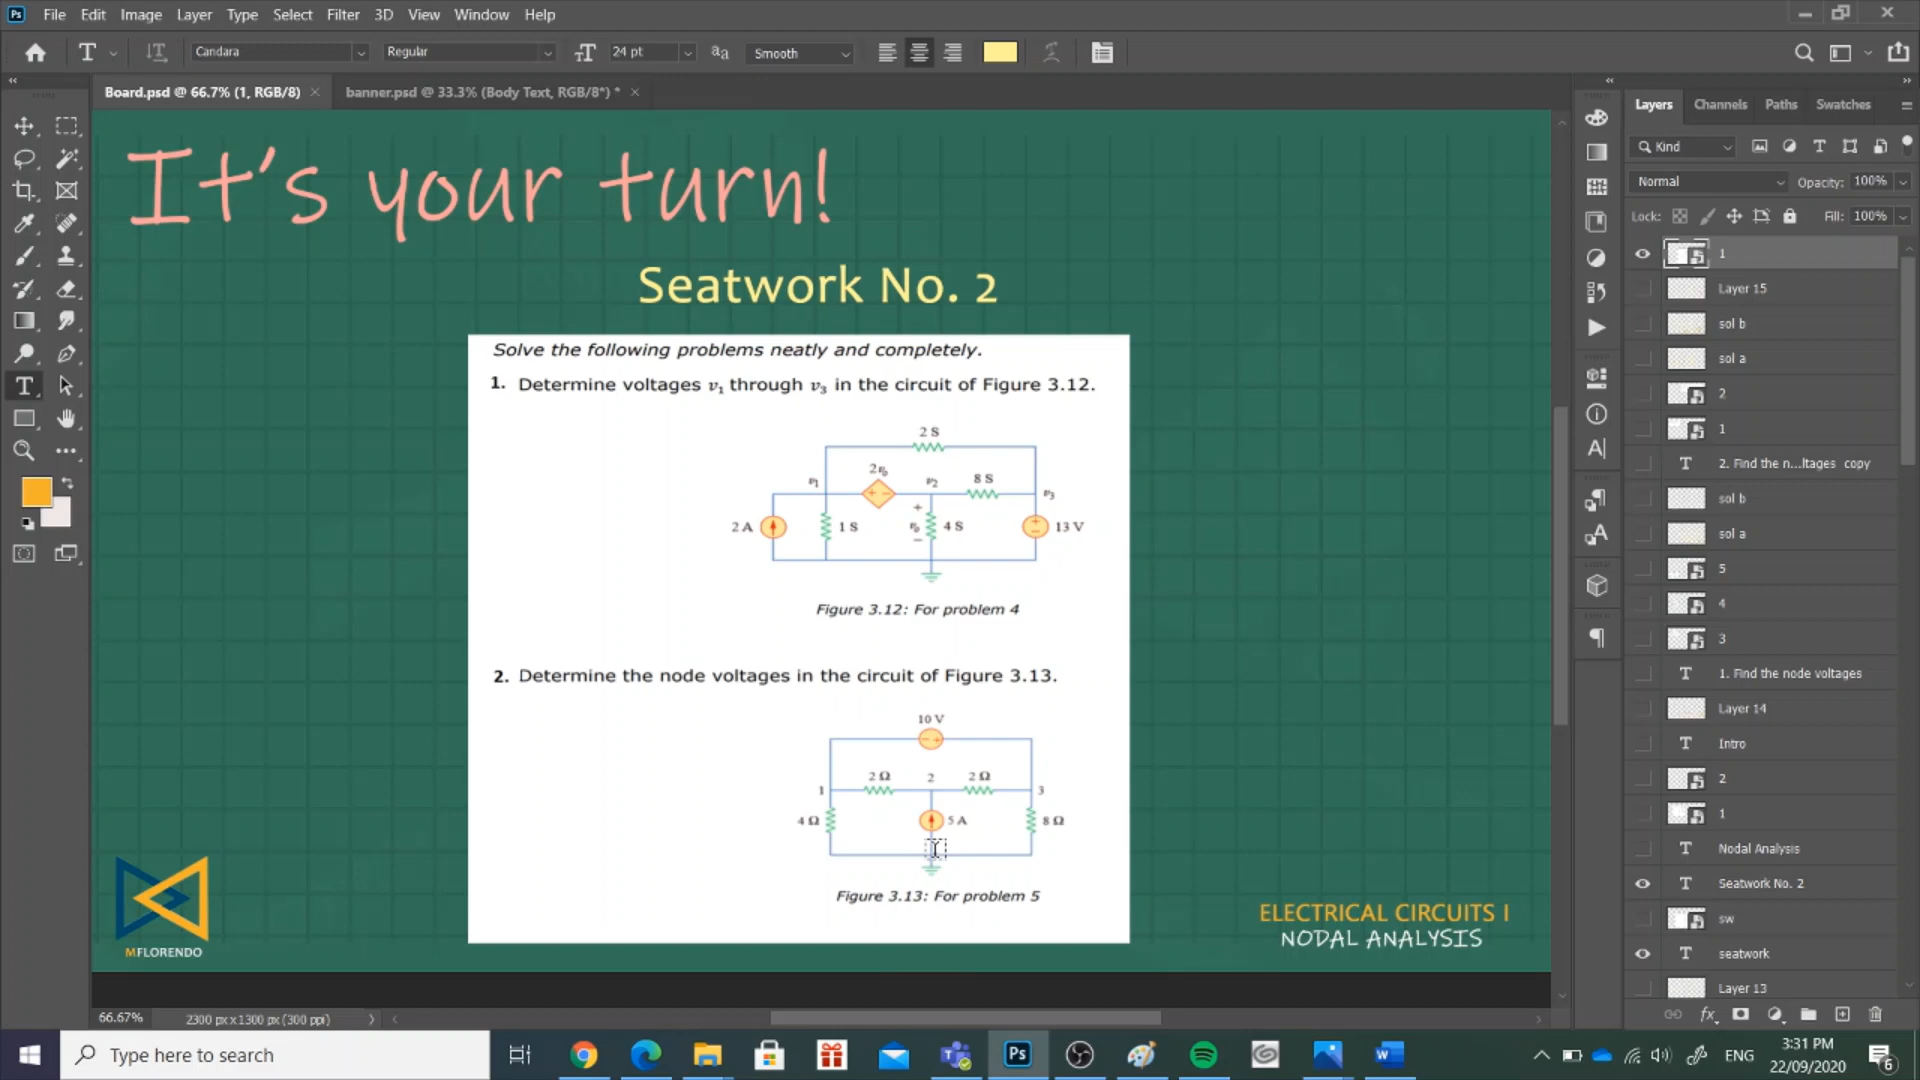 Ps File Edit Image Layer Type Select Filter 3D View Window Help
T Candara Regular 24 pt aa Smooth
Board.psd @ 66.7% (1, RGB/8) × banner.psd @ 33.3% (Body Text, RGB/8*) * ×
Layers Channels Paths Swatches
Kind
Normal Opacity: 100%
Lock: Fill: 100%
1
Layer 15
sol b
sol a
2
1
T 2. Find the n...ltages copy
sol b
sol a
5
4
3
T 1. Find the node voltages
Layer 14
T Intro
2
1
T Nodal Analysis
T Seatwork No. 2
sw
T seatwork
Layer 13
It's your turn!
Seatwork No. 2
Solve the following problems neatly and completely.
1. Determine voltages v₁ through v₃ in the circuit of Figure 3.12.
2 S
2v₀
v₁ v₂ 8 S v₃
+
2 A 1 S v₀ 4 S 13 V
−
Figure 3.12: For problem 4
2. Determine the node voltages in the circuit of Figure 3.13.
10 V
2 Ω 2 2 Ω
1 3
4 Ω 5 A 8 Ω
Figure 3.13: For problem 5
MFLORENDO
ELECTRICAL CIRCUITS I
NODAL ANALYSIS
66.67% 2300 px x 1300 px (300 ppi)
Type here to search
ENG
3:31 PM
22/09/2020
6